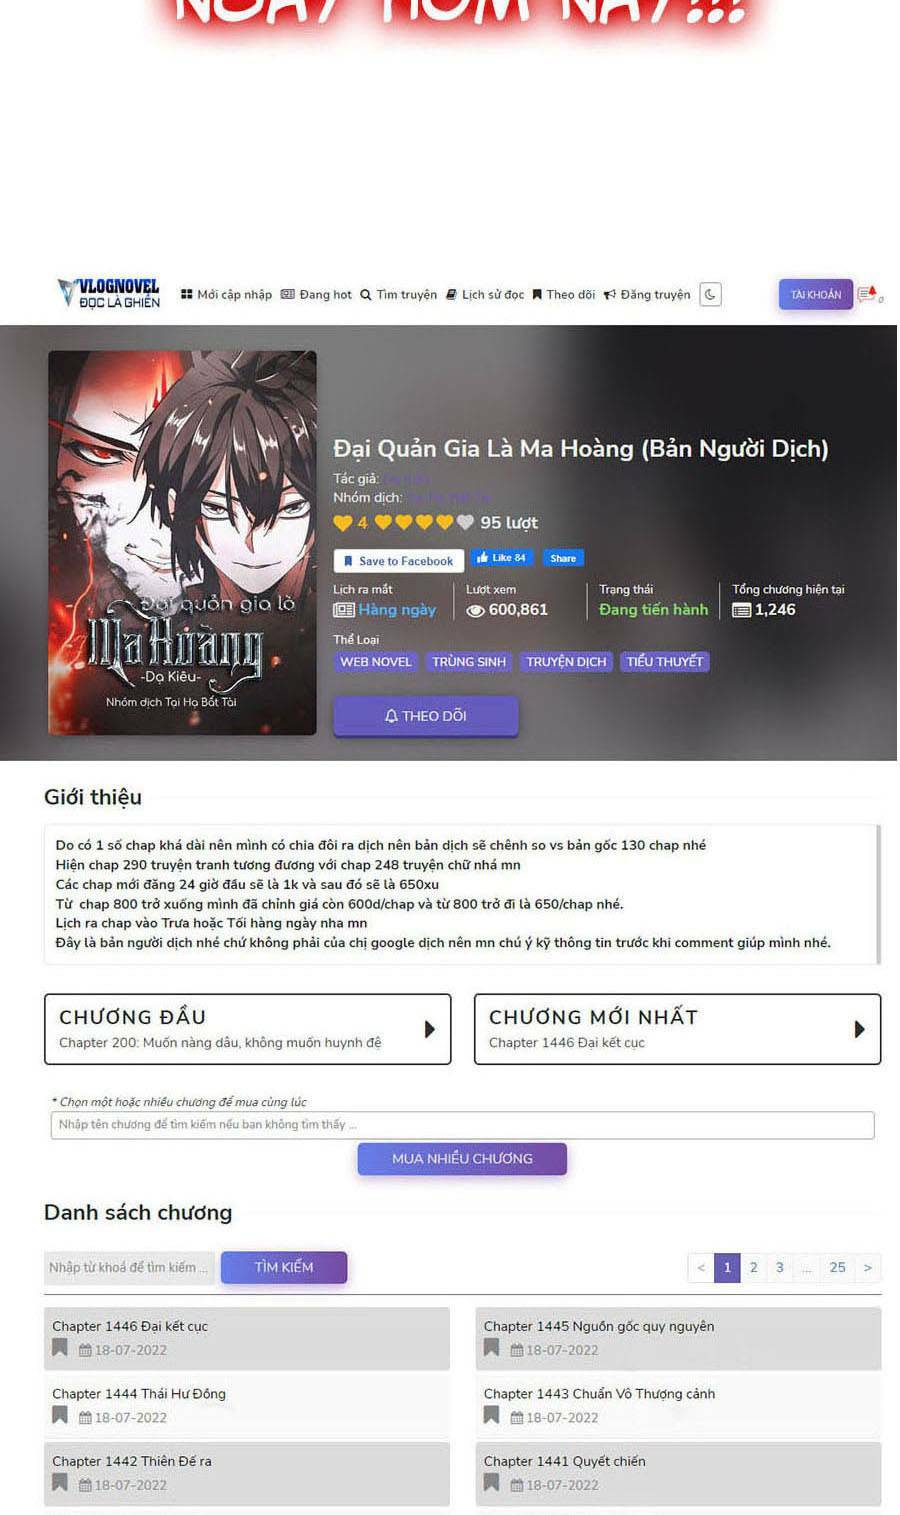 NGAY HÔM NAY!!!
VLOGNOVEL
ĐỌC LÀ GHIỀN
Mới cập nhập Đang hot Tìm truyện Lịch sử đọc Theo dõi Đăng truyện
TÀI KHOẢN
0
Đại Quản Gia Là Ma Hoàng (Bản Người Dịch)
Tác giả:
Nhóm dịch:
4 95 lượt
Save to Facebook Like 84 Share
Lịch ra mắt Lượt xem Trạng thái Tổng chương hiện tại
Hàng ngày 600,861 Đang tiến hành 1,246
Thể Loại
WEB NOVEL TRÙNG SINH TRUYỆN DỊCH TIỂU THUYẾT
THEO DÕI
Đại quản gia là
Ma Hoàng
-Dạ Kiêu-
Nhóm dịch Tại Hạ Bất Tài
Giới thiệu
Do có 1 số chap khá dài nên mình có chia đôi ra dịch nên bản dịch sẽ chênh so vs bản gốc 130 chap nhé
Hiện chap 290 truyện tranh tương đương với chap 248 truyện chữ nhá mn
Các chap mới đăng 24 giờ đầu sẽ là 1k và sau đó sẽ là 650xu
Từ chap 800 trở xuống mình đã chỉnh giá còn 600d/chap và từ 800 trở đi là 650/chap nhé.
Lịch ra chap vào Trưa hoặc Tối hàng ngày nha mn
Đây là bản người dịch nhé chứ không phải của chị google dịch nên mn chú ý kỹ thông tin trước khi comment giúp mình nhé.
CHƯƠNG ĐẦU
Chapter 200: Muốn nàng dâu, không muốn huynh đệ
CHƯƠNG MỚI NHẤT
Chapter 1446 Đại kết cục
* Chọn một hoặc nhiều chương để mua cùng lúc
Nhập tên chương để tìm kiếm nếu bạn không tìm thấy ...
MUA NHIỀU CHƯƠNG
Danh sách chương
Nhập từ khoá để tìm kiếm ... TÌM KIẾM < 1 2 3 ... 25 >
Chapter 1446 Đại kết cục
18-07-2022
Chapter 1445 Nguồn gốc quy nguyên
18-07-2022
Chapter 1444 Thái Hư Đồng
18-07-2022
Chapter 1443 Chuẩn Vô Thượng cảnh
18-07-2022
Chapter 1442 Thiên Đế ra
18-07-2022
Chapter 1441 Quyết chiến
18-07-2022